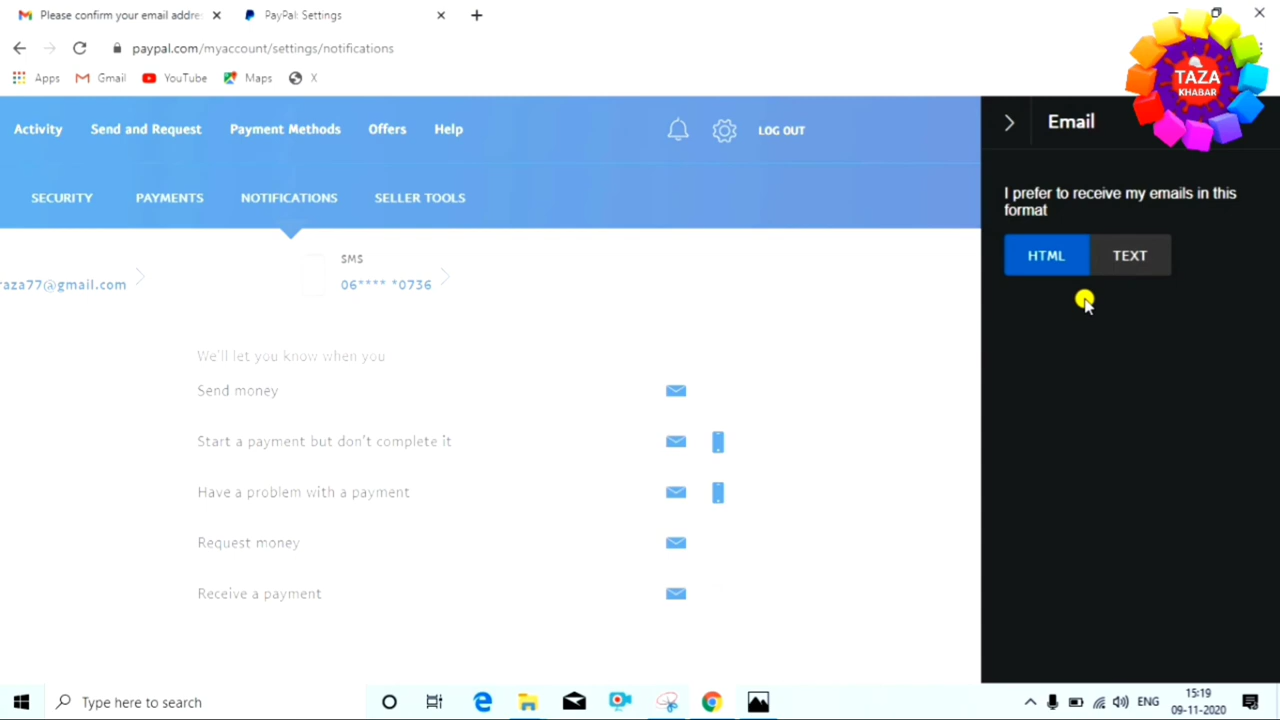 Please confirm your email addre
PayPal: Settings
paypal.com/myaccount/settings/notifications
Apps
Gmail
YouTube
Maps
X
TAZA
KHABAR
Activity
Send and Request
Payment Methods
Offers
Help
LOG OUT
Email
SECURITY
PAYMENTS
NOTIFICATIONS
SELLER TOOLS
I prefer to receive my emails in this
format
HTML
TEXT
SMS
raza77@gmail.com
06**** *0736
We'll let you know when you
Send money
Start a payment but don't complete it
Have a problem with a payment
Request money
Receive a payment
Type here to search
ENG
15:19
09-11-2020